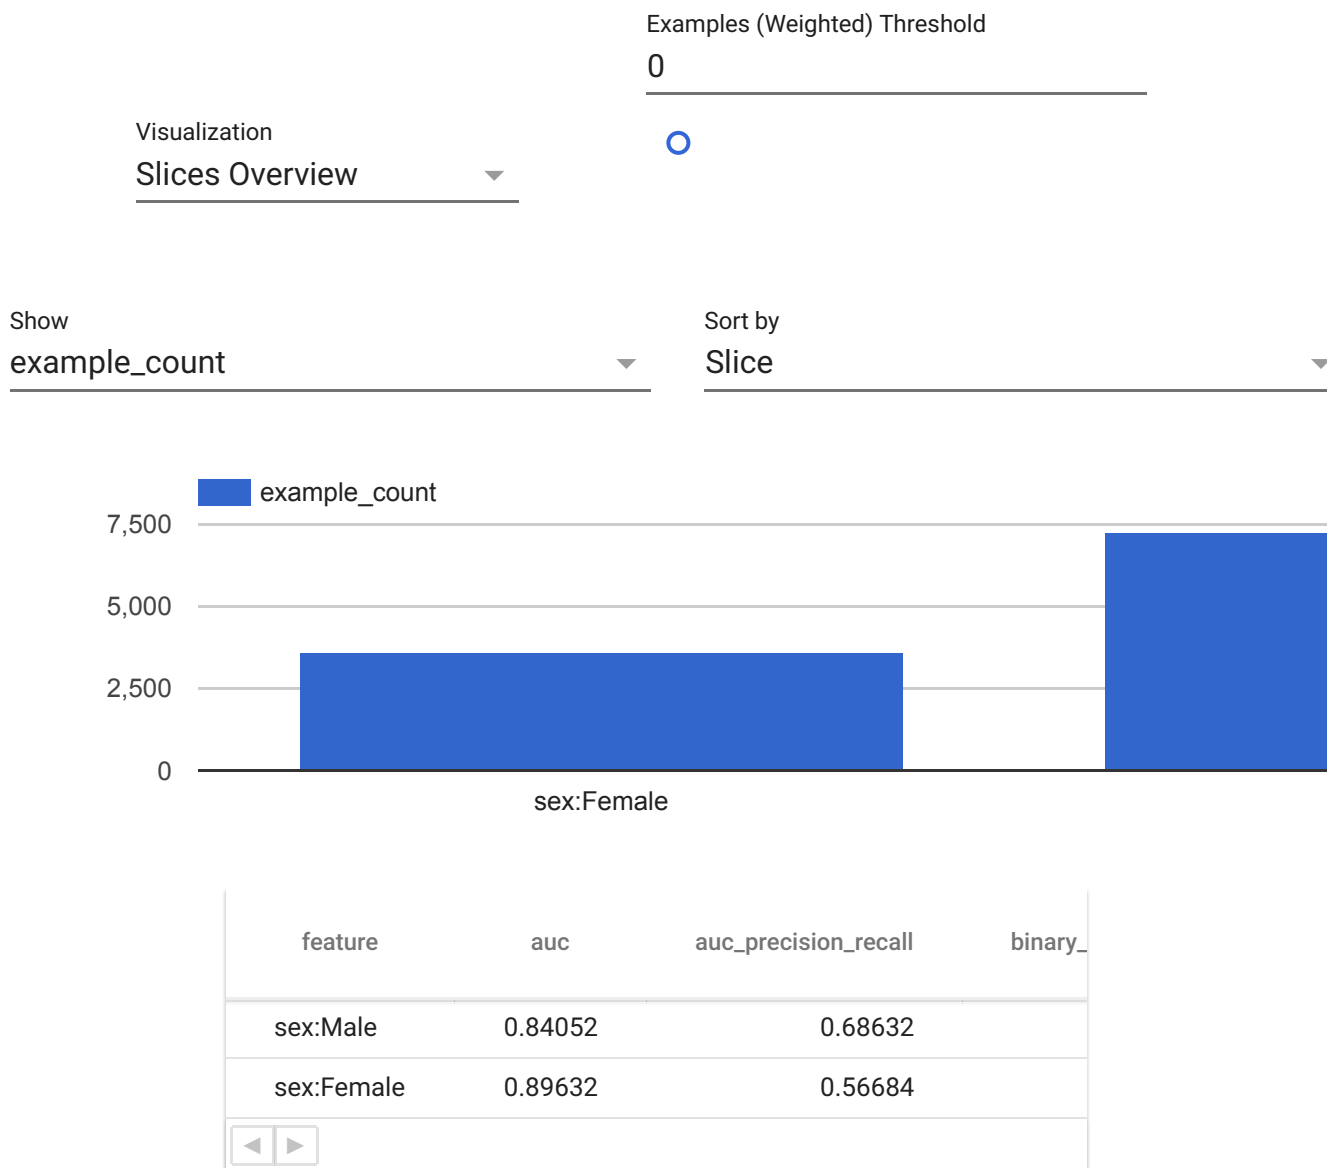 Examples (Weighted) Threshold
0
Visualization
Slices Overview
Show
example_count
Sort by
Slice
example_count
7,500
5,000
2,500
0
sex:Female
feature auc auc_precision_recall binary_
sex:Male 0.84052 0.68632
sex:Female 0.89632 0.56684